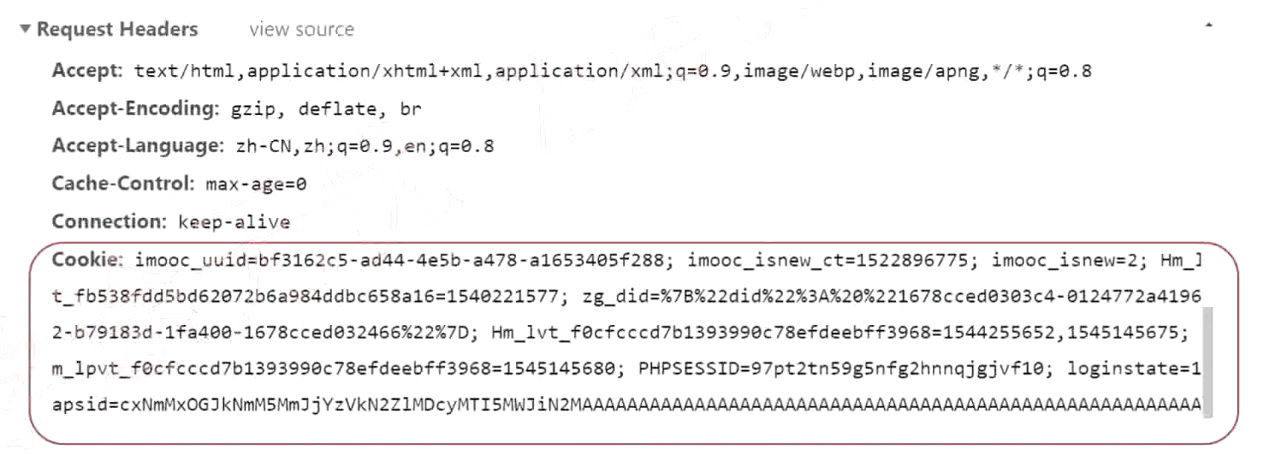 Request Headers view source
Accept: text/html,application/xhtml+xml,application/xml;q=0.9,image/webp,image/apng,*/*;q=0.8
Accept-Encoding: gzip, deflate, br
Accept-Language: zh-CN,zh;q=0.9,en;q=0.8
Cache-Control: max-age=0
Connection: keep-alive
Cookie: imooc_uuid=bf3162c5-ad44-4e5b-a478-a1653405f288; imooc_isnew_ct=1522896775; imooc_isnew=2; Hm_l
t_fb538fdd5bd62072b6a984ddbc658a16=1540221577; zg_did=%7B%22did%22%3A%20%221678cced0303c4-0124772a4196
2-b79183d-1fa400-1678cced032466%22%7D; Hm_lvt_f0cfcccd7b1393990c78efdeebff3968=1544255652,1545145675;
m_lpvt_f0cfcccd7b1393990c78efdeebff3968=1545145680; PHPSESSID=97pt2tn59g5nfg2hnnqjgjvf10; loginstate=1
apsid=cxNmMxOGJkNmM5MmJjYzVkN2ZlMDcyMTI5MWJiN2MAAAAAAAAAAAAAAAAAAAAAAAAAAAAAAAAAAAAAAAAAAAAAAAAAAAAAAA